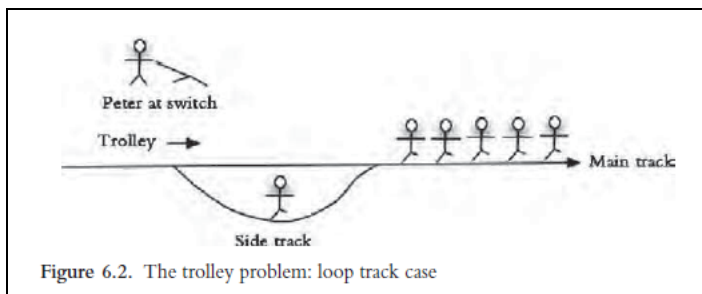 Peter at switch
Trolley
Main track
Side track
Figure 6.2. The trolley problem: loop track case